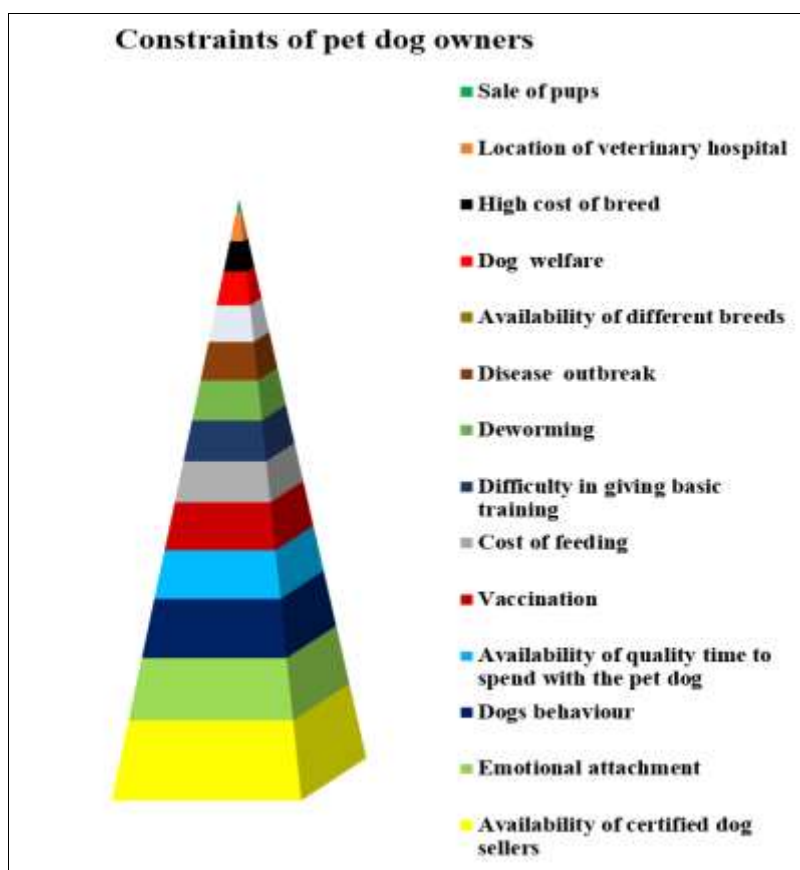 Constraints of pet dog owners
Sale of pups
Location of veterinary hospital
High cost of breed
Dog welfare
Availability of different breeds
Disease outbreak
Deworming
Difficulty in giving basic
training
Cost of feeding
Vaccination
Availability of quality time to
spend with the pet dog
Dogs behaviour
Emotional attachment
Availability of certified dog
sellers